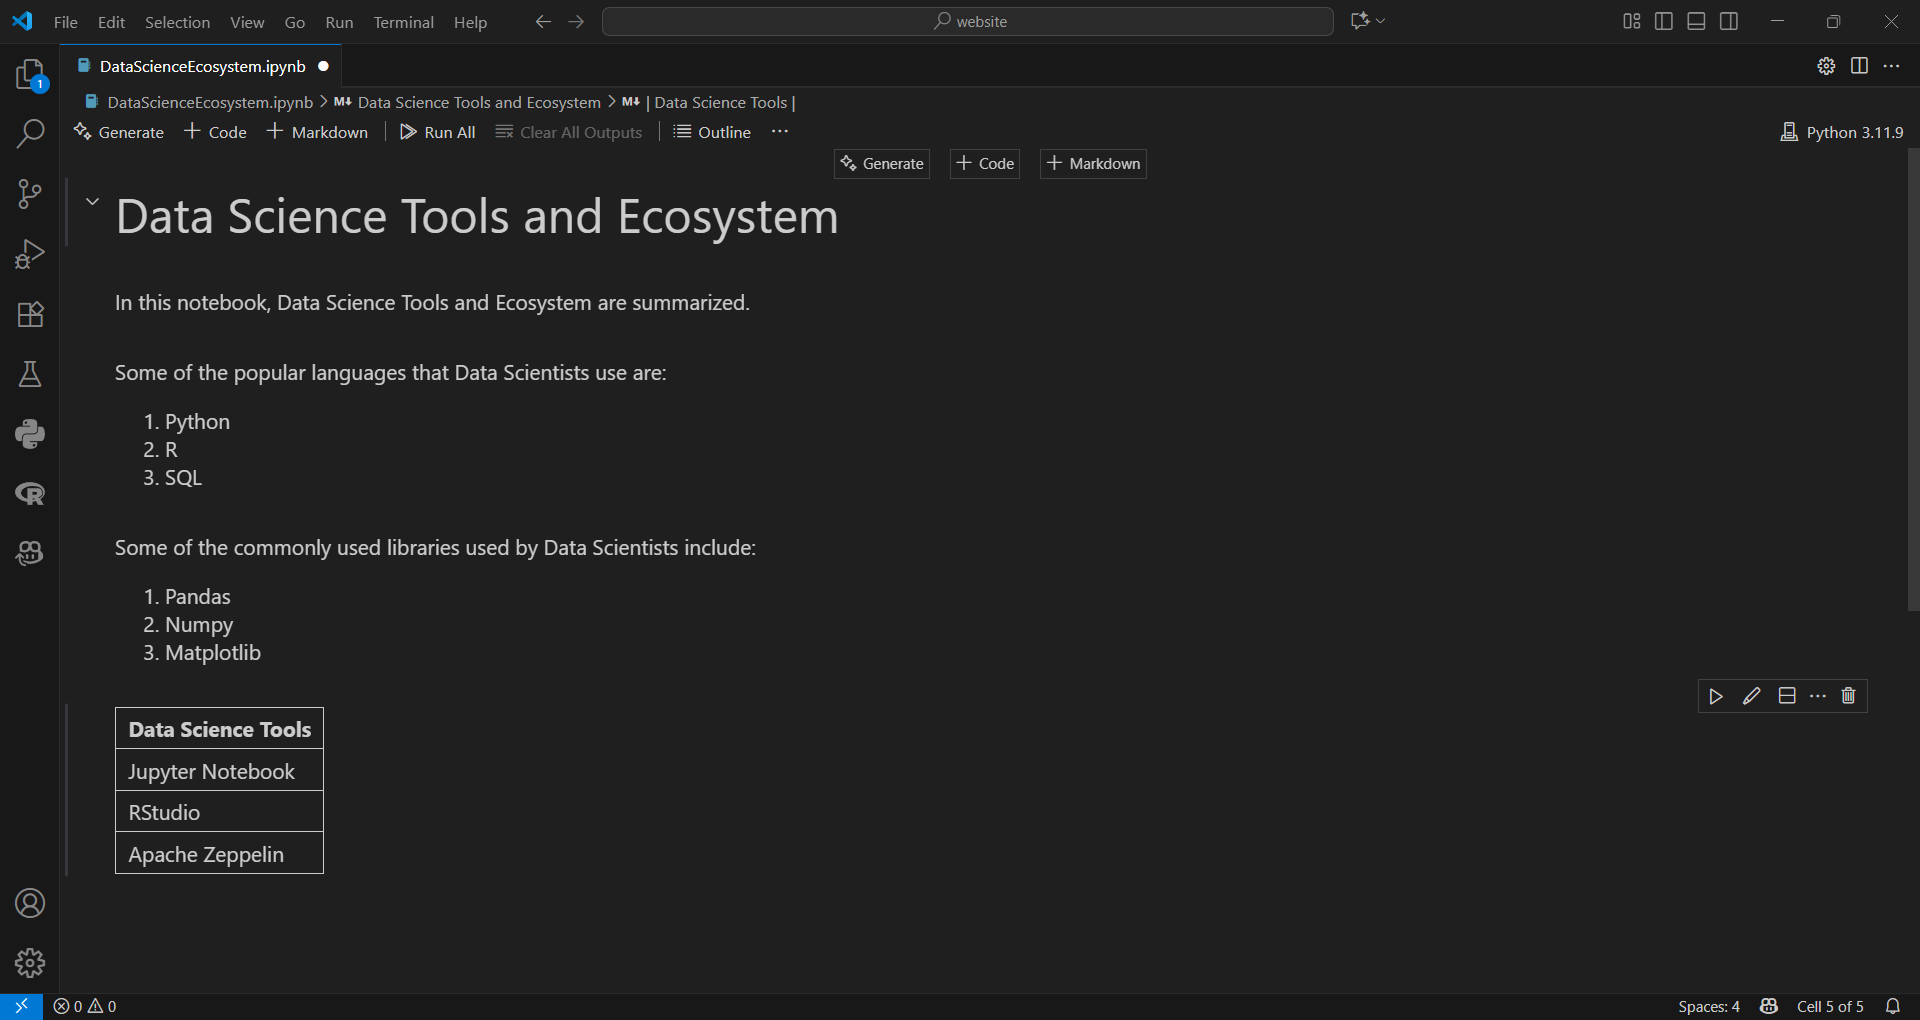 File Edit Selection View Go Run Terminal Help website
DataScienceEcosystem.ipynb
1
DataScienceEcosystem.ipynb > M↓ Data Science Tools and Ecosystem > M↓ | Data Science Tools |
Generate + Code + Markdown Run All Clear All Outputs Outline ··· Python 3.11.9
Generate + Code + Markdown
Data Science Tools and Ecosystem
In this notebook, Data Science Tools and Ecosystem are summarized.
Some of the popular languages that Data Scientists use are:
1. Python
2. R
3. SQL
Some of the commonly used libraries used by Data Scientists include:
1. Pandas
2. Numpy
3. Matplotlib
Data Science Tools
Jupyter Notebook
RStudio
Apache Zeppelin
0 0 Spaces: 4 Cell 5 of 5